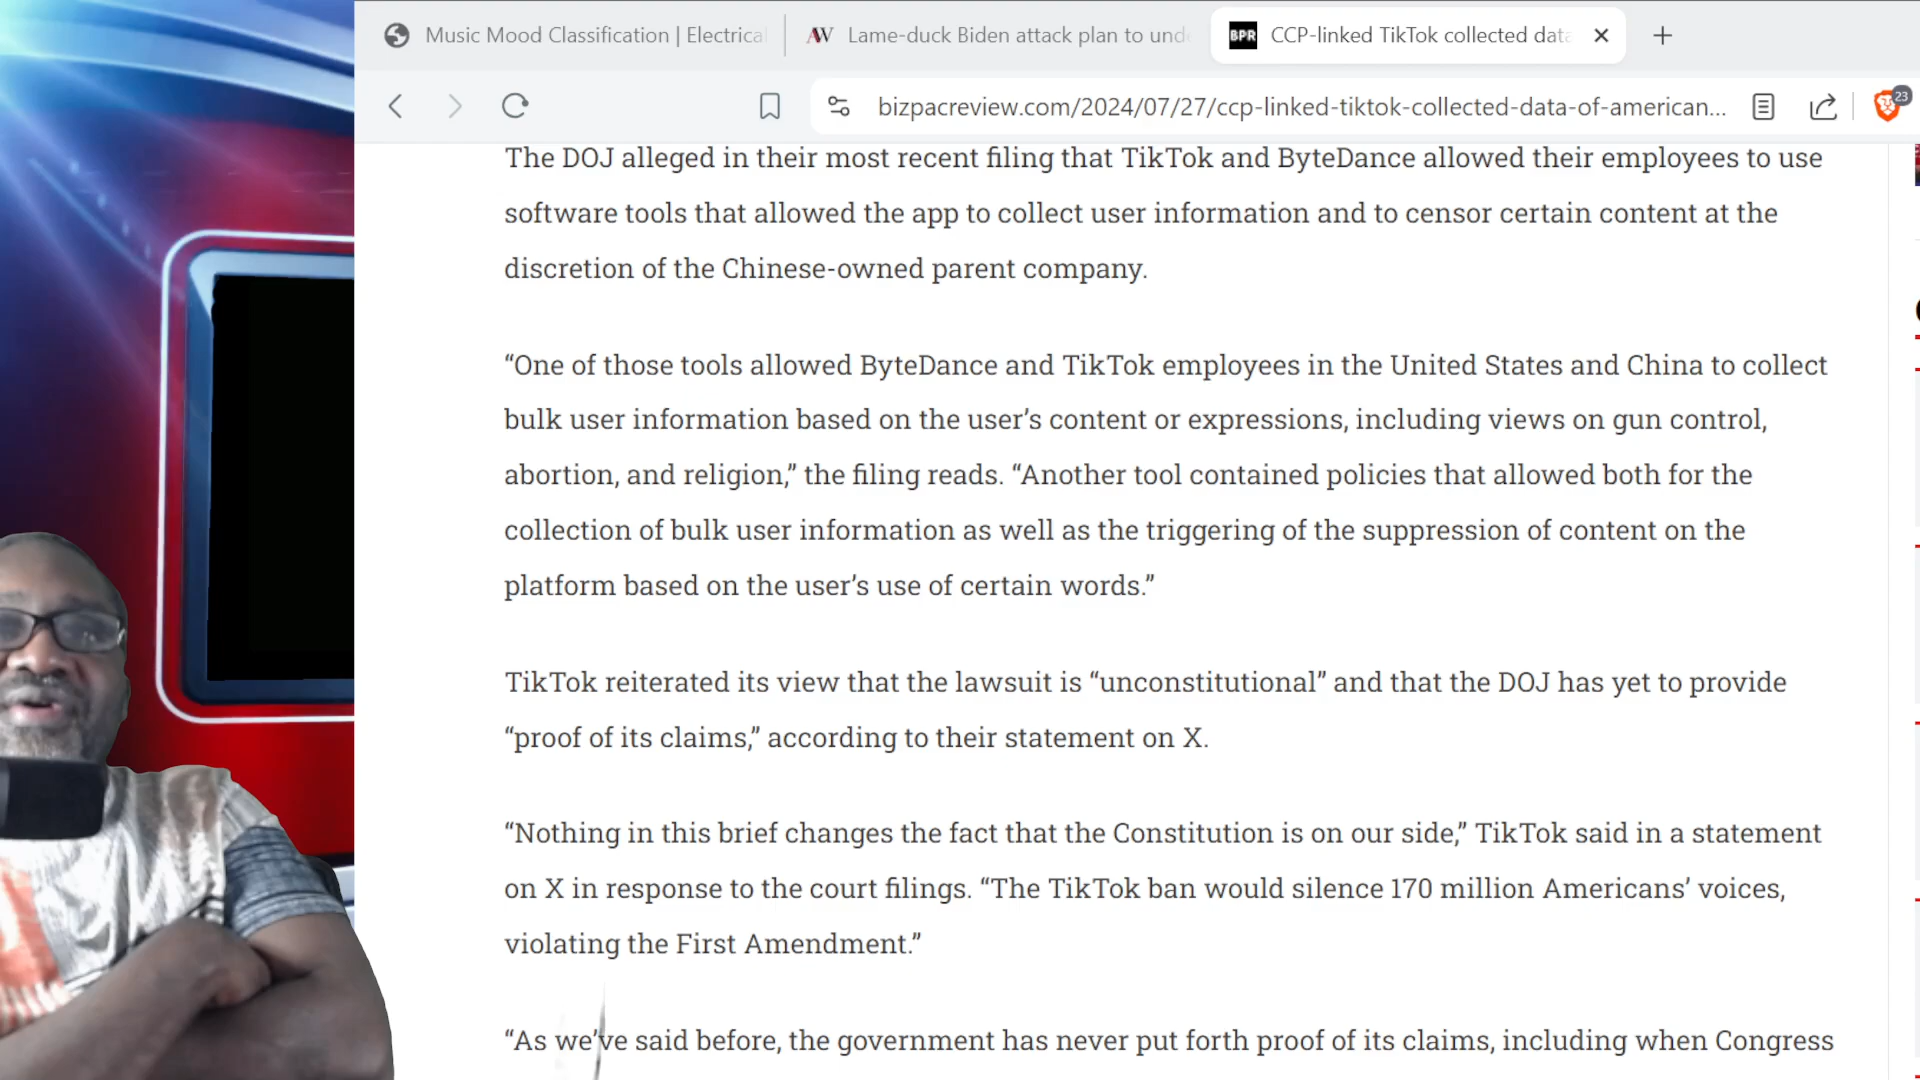 Music Mood Classification | Electrical
AW Lame-duck Biden attack plan to und
BPR CCP-linked TikTok collected data
bizpacreview.com/2024/07/27/ccp-linked-tiktok-collected-data-of-american...
23
The DOJ alleged in their most recent filing that TikTok and ByteDance allowed their employees to use
software tools that allowed the app to collect user information and to censor certain content at the
discretion of the Chinese-owned parent company.
“One of those tools allowed ByteDance and TikTok employees in the United States and China to collect
bulk user information based on the user’s content or expressions, including views on gun control,
abortion, and religion,” the filing reads. “Another tool contained policies that allowed both for the
collection of bulk user information as well as the triggering of the suppression of content on the
platform based on the user’s use of certain words.”
TikTok reiterated its view that the lawsuit is “unconstitutional” and that the DOJ has yet to provide
“proof of its claims,” according to their statement on X.
“Nothing in this brief changes the fact that the Constitution is on our side,” TikTok said in a statement
on X in response to the court filings. “The TikTok ban would silence 170 million Americans’ voices,
violating the First Amendment.”
“As we’ve said before, the government has never put forth proof of its claims, including when Congress